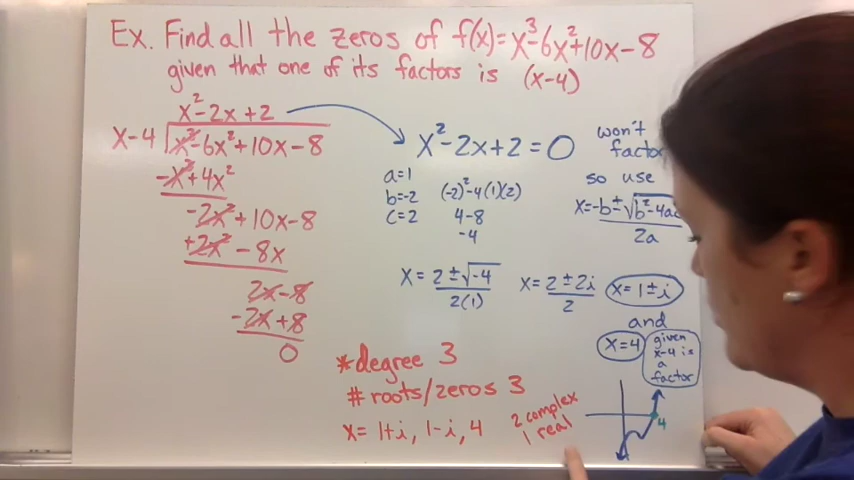 Ex. Find all the zeros of f(x)=x³-6x²+10x-8
given that one of its factors is (x-4)
x²-2x+2
x-4 x³-6x²+10x-8
-x³+4x²
-2x²+10x-8
+2x²-8x
2x-8
-2x+8
0
x²-2x+2=0
a=1
b=-2
c=2
(-2)²-4(1)(2)
4-8
-4
won't
factor
so use
x=-b±√b²-4ac
2a
x=2±√-4
2(1)
x=2±2i
2
x=1±i
and
x=4
given
x-4 is
a
factor
*degree 3
# roots/zeros 3
x= 1+i, 1-i, 4
2 complex
1 real
4